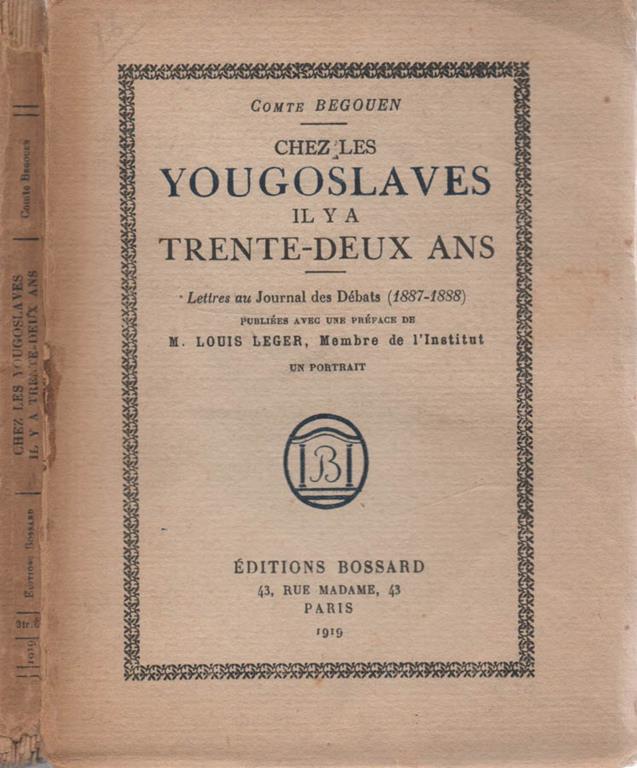 Comte BEGOUEN
CHEZ LES
YOUGOSLAVES
IL Y A
TRENTE-DEUX ANS
Lettres au Journal des Débats (1887-1888)
PUBLIÉES AVEC UNE PRÉFACE DE
M. LOUIS LEGER, Membre de l'Institut
UN PORTRAIT
B
ÉDITIONS BOSSARD
43, RUE MADAME, 43
PARIS
1919
Comte Begouen
CHEZ LES YOUGOSLAVES
IL Y A TRENTE-DEUX ANS
Éditions Bossard
1919